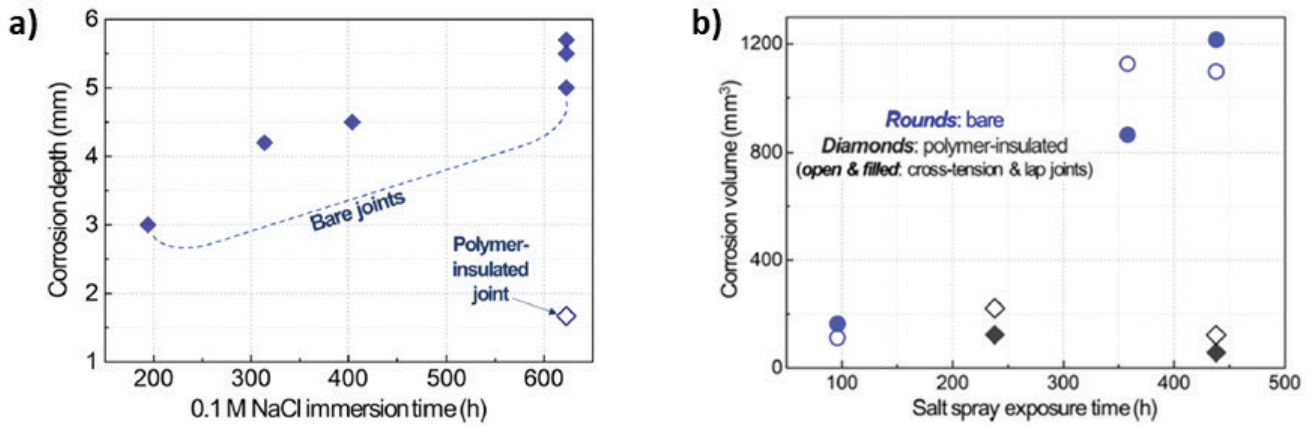 a)
Corrosion depth (mm)
6
5
4
3
2
1
Bare joints
Polymer-
insulated
joint
200
300
400
500
600
0.1 M NaCl immersion time (h)
b)
Corrosion volume (mm³)
1200
800
400
0
Rounds: bare
Diamonds: polymer-insulated
(open & filled: cross-tension & lap joints)
100
200
300
400
500
Salt spray exposure time (h)